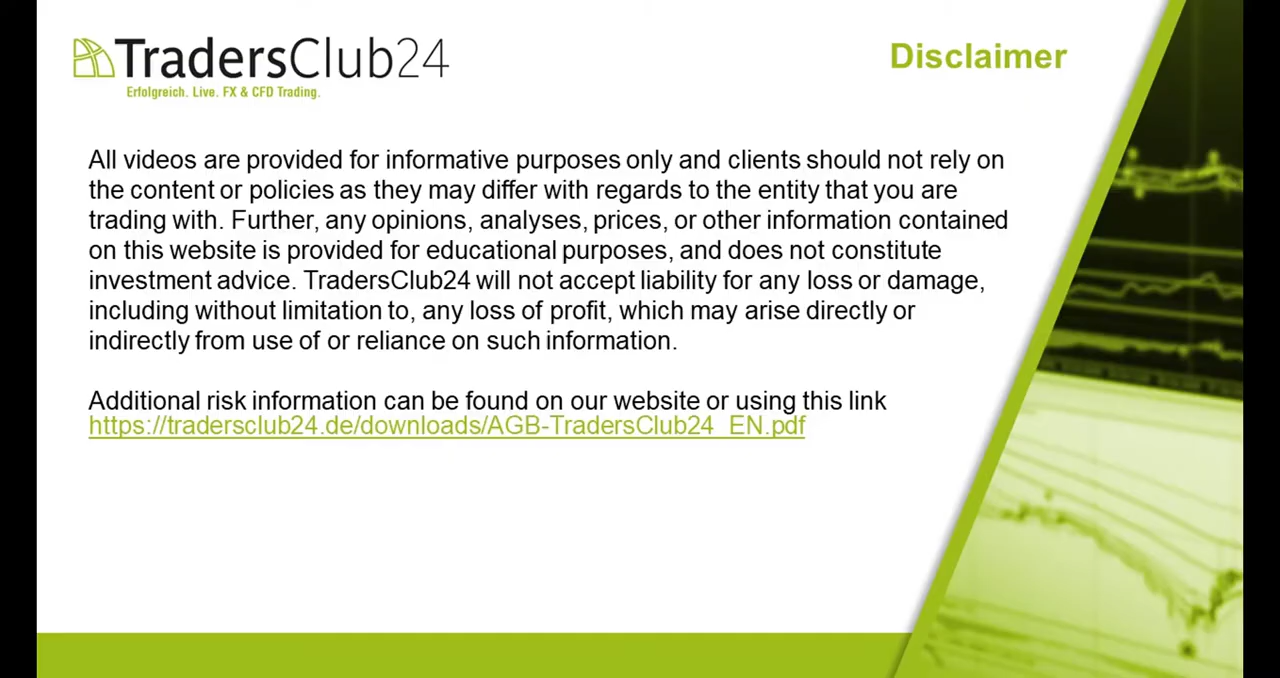 TradersClub24
Erfolgreich. Live. FX & CFD Trading.
Disclaimer
All videos are provided for informative purposes only and clients should not rely on
the content or policies as they may differ with regards to the entity that you are
trading with. Further, any opinions, analyses, prices, or other information contained
on this website is provided for educational purposes, and does not constitute
investment advice. TradersClub24 will not accept liability for any loss or damage,
including without limitation to, any loss of profit, which may arise directly or
indirectly from use of or reliance on such information.
Additional risk information can be found on our website or using this link
https://tradersclub24.de/downloads/AGB-TradersClub24_EN.pdf